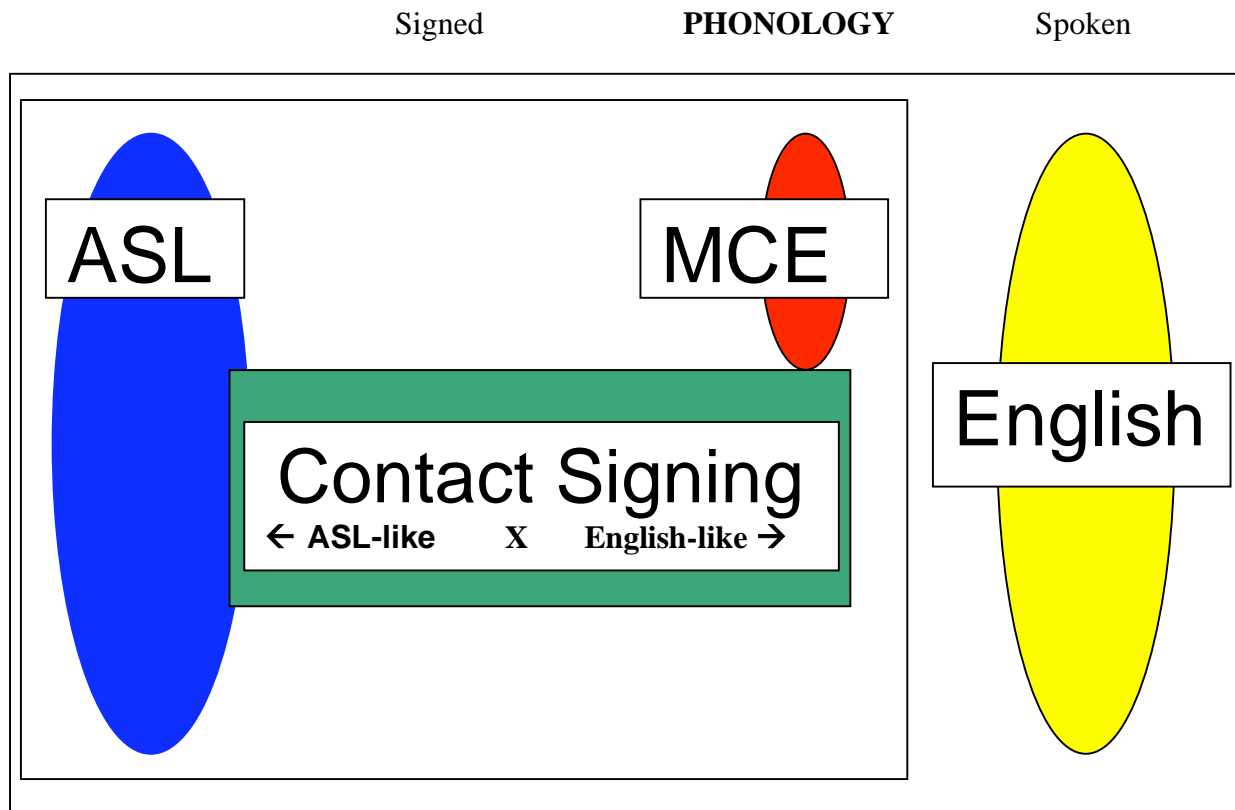 Signed PHONOLOGY Spoken
ASL
MCE
English
Contact Signing
← ASL-like X English-like →